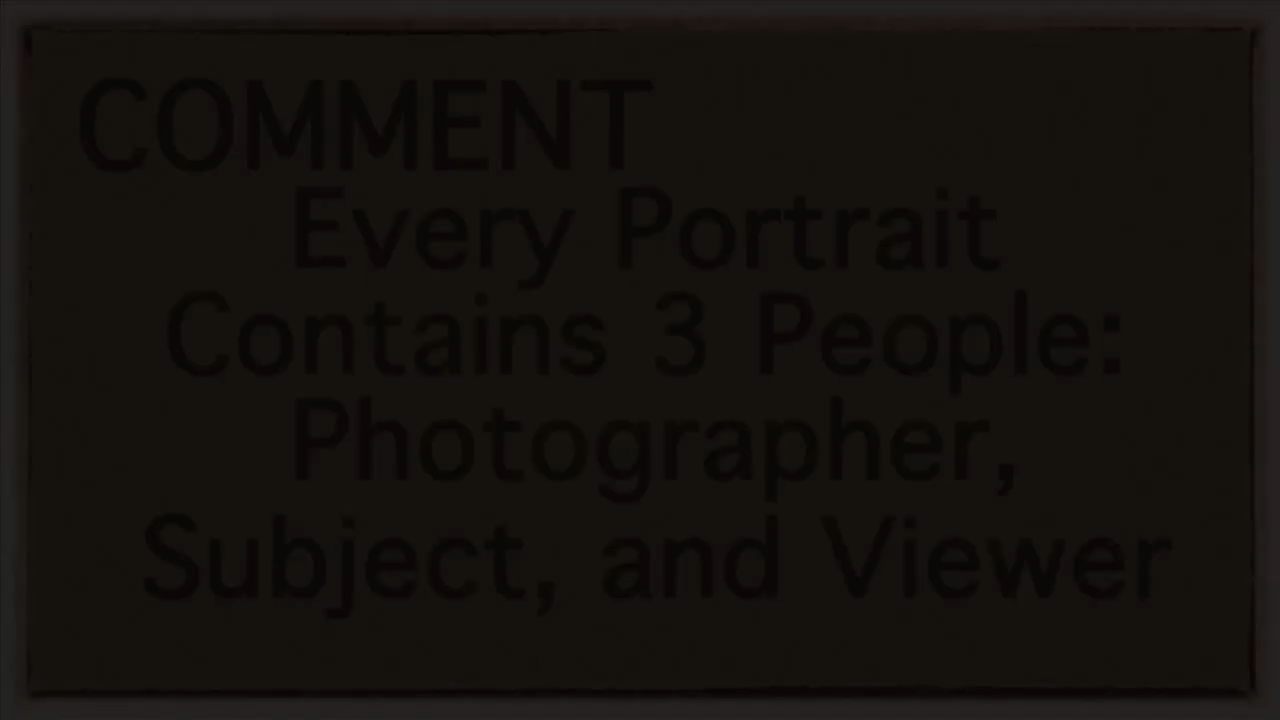 COMMENT
Every Portrait
Contains 3 People:
Photographer,
Subject, and Viewer